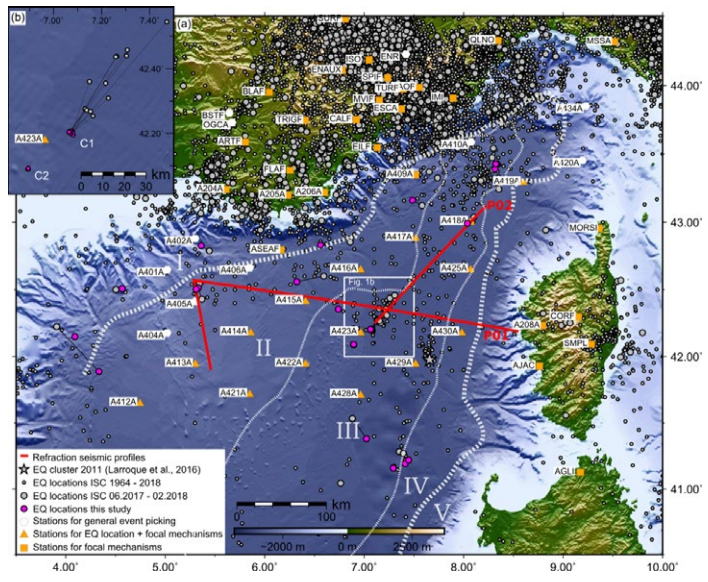 (b)
7.00°
7.20°
7.40°
42.40°
42.20°
A423A
C1
C2
0 10 20 30
km
(a)
QLNO
MSSA
ENR
ISO
ENAUX
SPIF
TURF
BLAF
MVIF
IMI
ESCA
BSTF
OGCA
TRIGF
CALF
ARTF
EILF
A410A
A434A
A420A
FLAF
A409A
A419A
A204A
A205A
A206A
A418A
P02
44.00°
43.00°
42.00°
41.00°
A402A
ASEAF
A417A
MORSI
I
A401A
A406A
A416A
Fig. 1b
A425A
A405A
A415A
A404A
A414A
A423A
A430A
P01
A208A
CORF
SMPL
II
A413A
A422A
A429A
AJAC
A412A
A421A
A428A
III
IV
V
AGLI
Refraction seismic profiles
EQ cluster 2011 (Larroque et al., 2016)
EQ locations ISC 1964 - 2018
EQ locations ISC 06.2017 - 02.2018
EQ locations this study
Stations for general event picking
Stations for EQ location + focal mechanisms
Stations for focal mechanisms
0 100
km
−2000 m 0 m 2500 m
4.00° 5.00° 6.00° 7.00° 8.00° 9.00° 10.00°